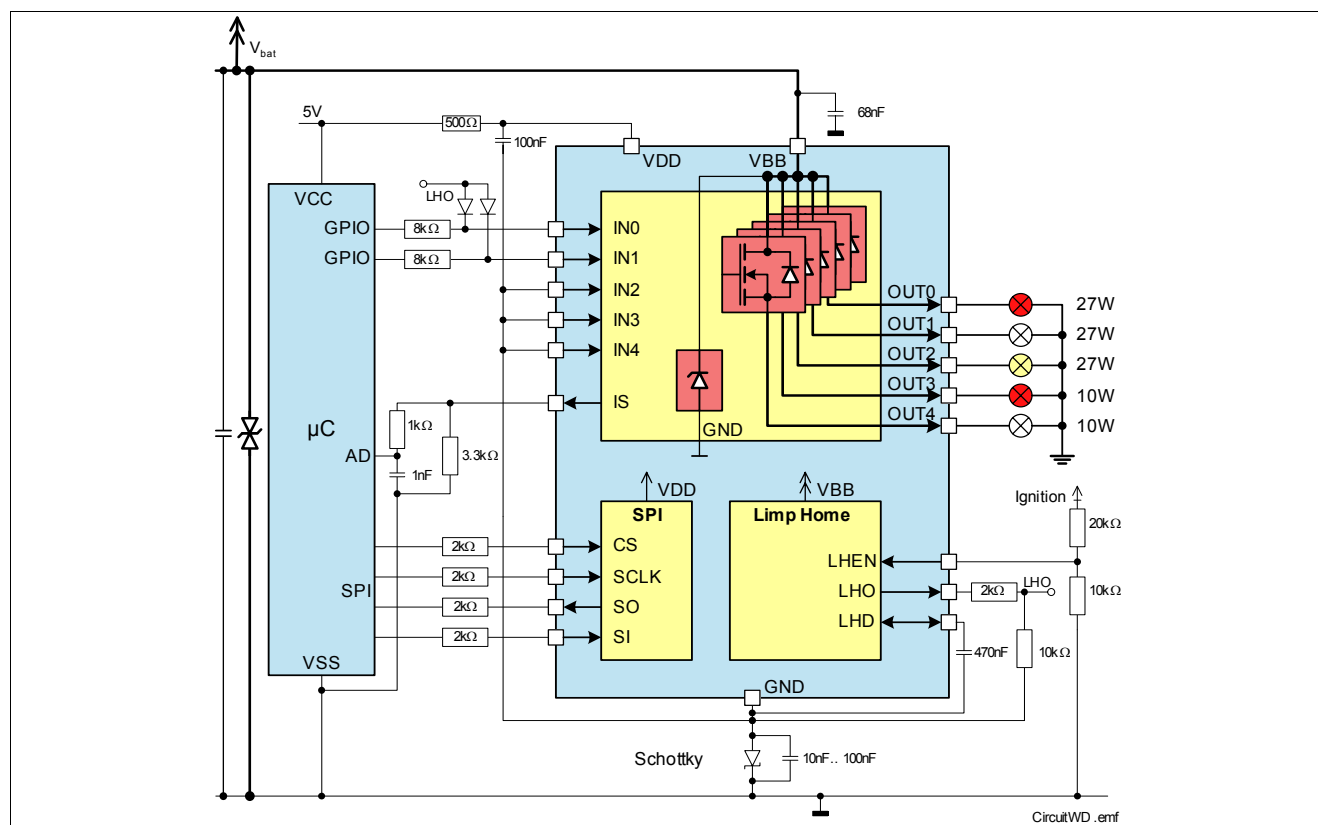 Vbat
68nF
5V
500Ω
100nF
VDD
VBB
VCC
LHO
GPIO
8kΩ
IN0
GPIO
8kΩ
IN1
IN2
IN3
IN4
OUT0
27W
OUT1
27W
OUT2
27W
OUT3
10W
OUT4
10W
IS
GND
µC
1kΩ
AD
3.3kΩ
1nF
VDD
VBB
Ignition
SPI
Limp Home
20kΩ
2kΩ
CS
LHEN
2kΩ
SCLK
SPI
LHO
2kΩ
LHO
10kΩ
2kΩ
SO
LHD
2kΩ
SI
470nF
10kΩ
VSS
GND
Schottky
10nF.. 100nF
CircuitWD .emf